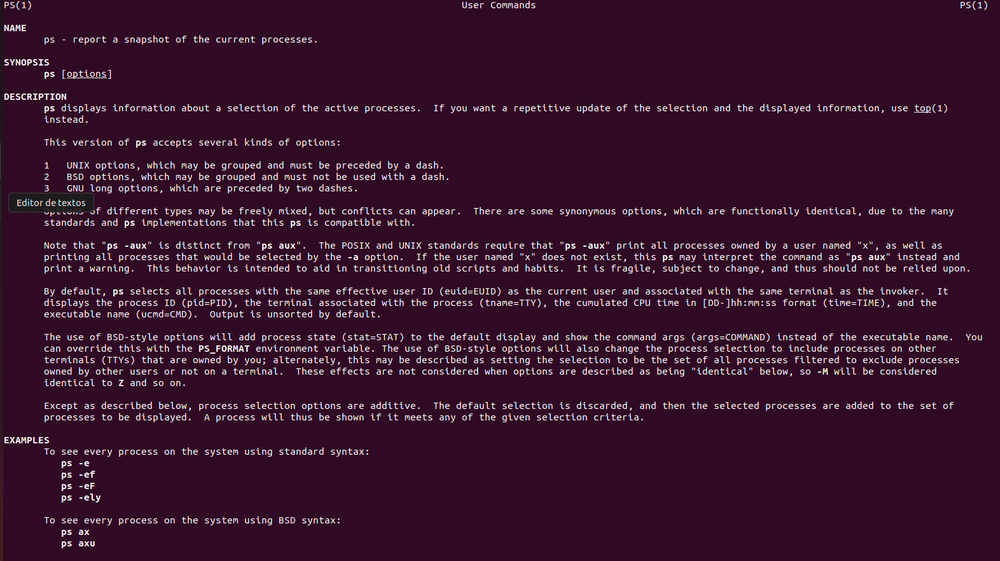 PS(1) User Commands PS(1)
NAME
ps - report a snapshot of the current processes.
SYNOPSIS
ps [options]
DESCRIPTION
ps displays information about a selection of the active processes.  If you want a repetitive update of the selection and the displayed information, use top(1)
instead.
This version of ps accepts several kinds of options:
1   UNIX options, which may be grouped and must be preceded by a dash.
2   BSD options, which may be grouped and must not be used with a dash.
3   GNU long options, which are preceded by two dashes.
Editor de textos
Options of different types may be freely mixed, but conflicts can appear.  There are some synonymous options, which are functionally identical, due to the many
standards and ps implementations that this ps is compatible with.
Note that "ps -aux" is distinct from "ps aux".  The POSIX and UNIX standards require that "ps -aux" print all processes owned by a user named "x", as well as
printing all processes that would be selected by the -a option.  If the user named "x" does not exist, this ps may interpret the command as "ps aux" instead and
print a warning.  This behavior is intended to aid in transitioning old scripts and habits.  It is fragile, subject to change, and thus should not be relied upon.
By default, ps selects all processes with the same effective user ID (euid=EUID) as the current user and associated with the same terminal as the invoker.  It
displays the process ID (pid=PID), the terminal associated with the process (tname=TTY), the cumulated CPU time in [DD-]hh:mm:ss format (time=TIME), and the
executable name (ucmd=CMD).  Output is unsorted by default.
The use of BSD-style options will add process state (stat=STAT) to the default display and show the command args (args=COMMAND) instead of the executable name.  You
can override this with the PS_FORMAT environment variable. The use of BSD-style options will also change the process selection to include processes on other
terminals (TTYs) that are owned by you; alternately, this may be described as setting the selection to be the set of all processes filtered to exclude processes
owned by other users or not on a terminal.  These effects are not considered when options are described as being "identical" below, so -M will be considered
identical to Z and so on.
Except as described below, process selection options are additive.  The default selection is discarded, and then the selected processes are added to the set of
processes to be displayed.  A process will thus be shown if it meets any of the given selection criteria.
EXAMPLES
To see every process on the system using standard syntax:
ps -e
ps -ef
ps -eF
ps -ely
To see every process on the system using BSD syntax:
ps ax
ps axu